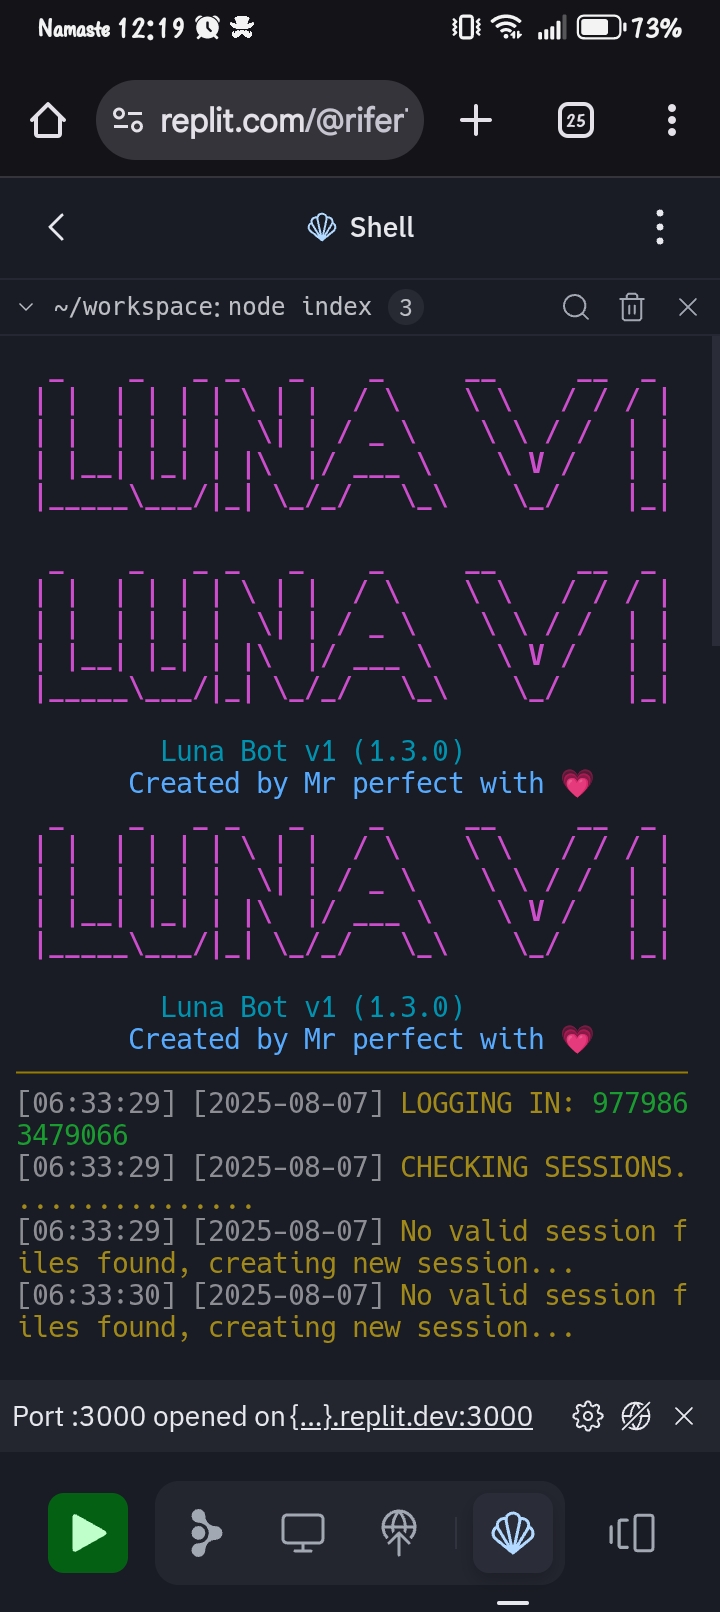 Namaste 12:19 73%
replit.com/@rifer 25
Shell
~/workspace: node index 3
LUNA V1
LUNA V1
Luna Bot v1 (1.3.0)
Created by Mr perfect with 💗
LUNA V1
Luna Bot v1 (1.3.0)
Created by Mr perfect with 💗
[06:33:29] [2025-08-07] LOGGING IN: 977986
3479066
[06:33:29] [2025-08-07] CHECKING SESSIONS.
...............
[06:33:29] [2025-08-07] No valid session f
iles found, creating new session...
[06:33:30] [2025-08-07] No valid session f
iles found, creating new session...
Port :3000 opened on {...}.replit.dev:3000